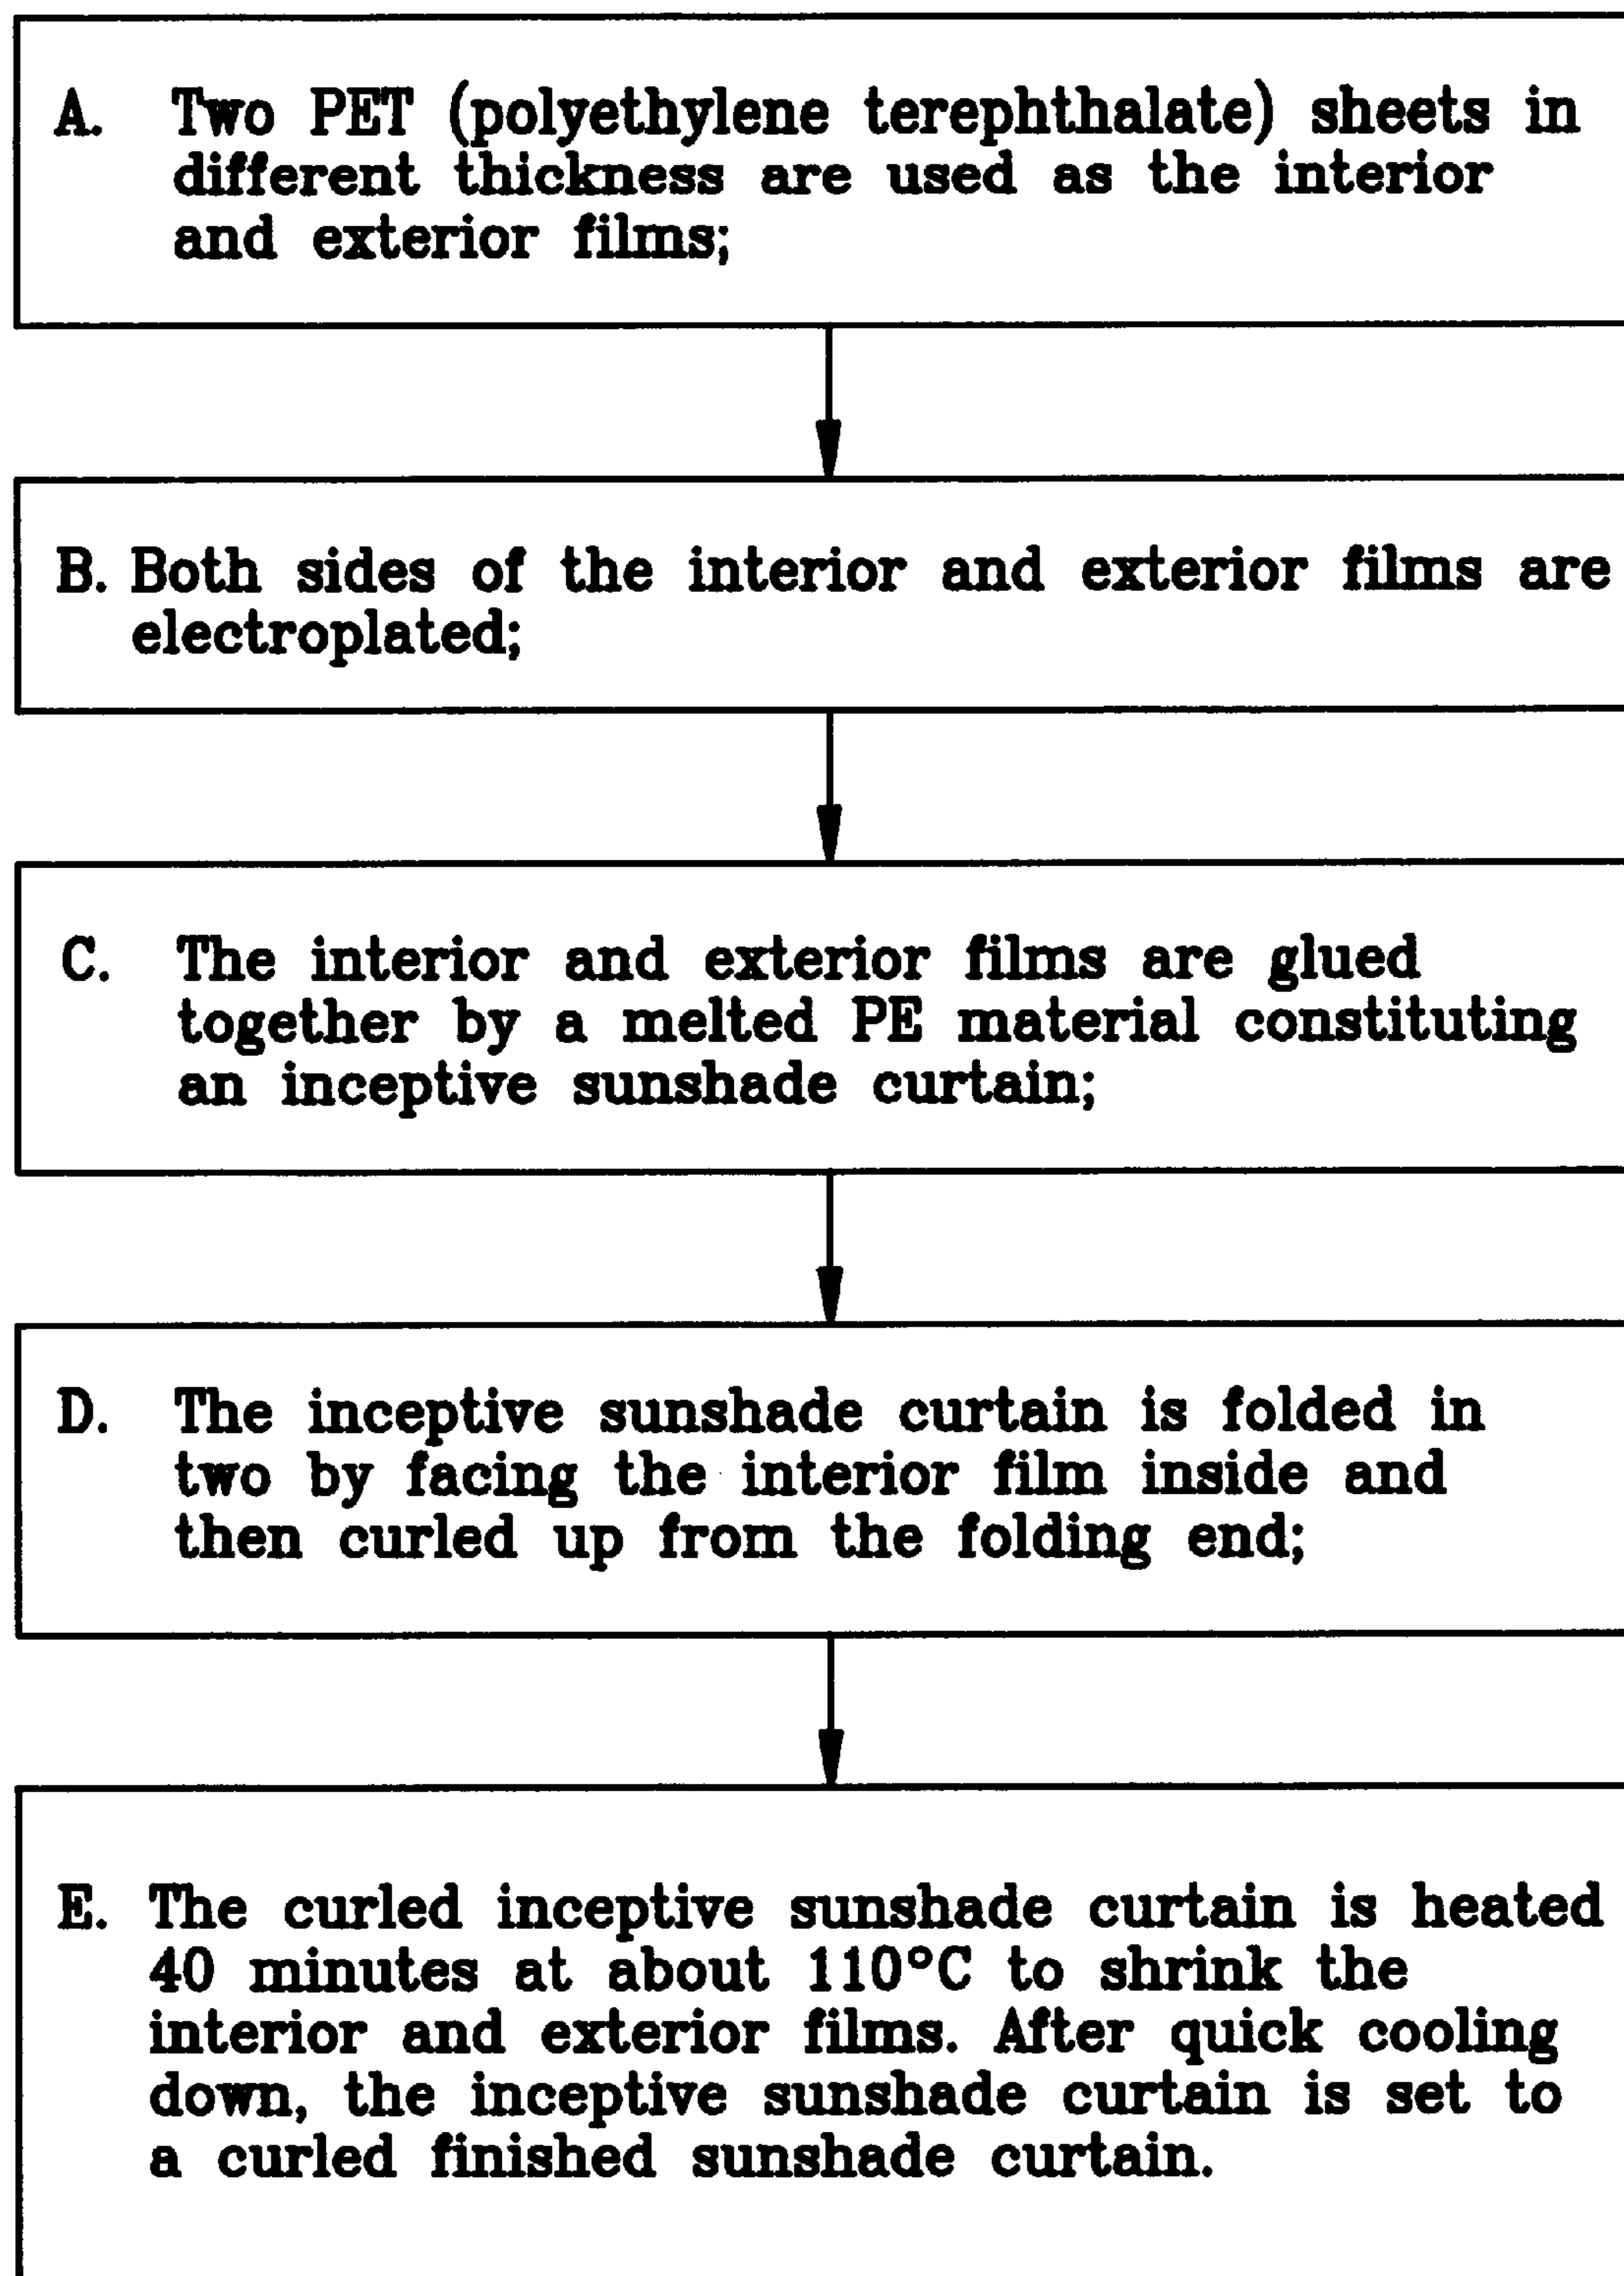 A. Two PET (polyethylene terephthalate) sheets in
different thickness are used as the interior
and exterior films;
B. Both sides of the interior and exterior films are
electroplated;
C. The interior and exterior films are glued
together by a melted PE material constituting
an inceptive sunshade curtain;
D. The inceptive sunshade curtain is folded in
two by facing the interior film inside and
then curled up from the folding end;
E. The curled inceptive sunshade curtain is heated
40 minutes at about 110°C to shrink the
interior and exterior films. After quick cooling
down, the inceptive sunshade curtain is set to
a curled finished sunshade curtain.